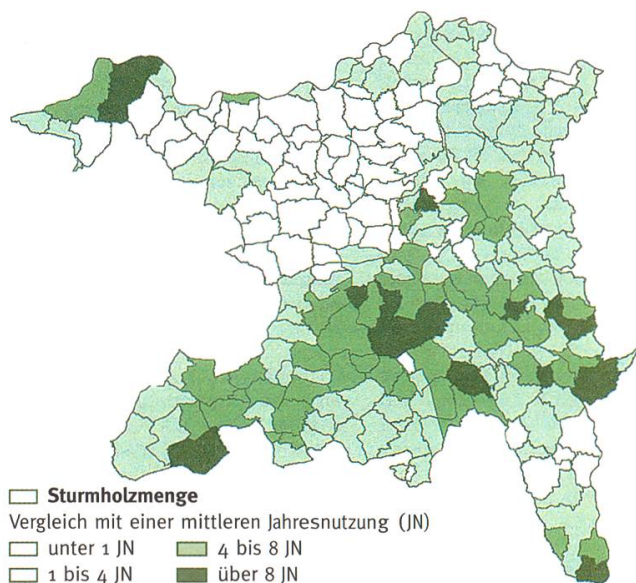 Sturmholzmenge
Vergleich mit einer mittleren Jahresnutzung (JN)
unter 1 JN
4 bis 8 JN
1 bis 4 JN
über 8 JN